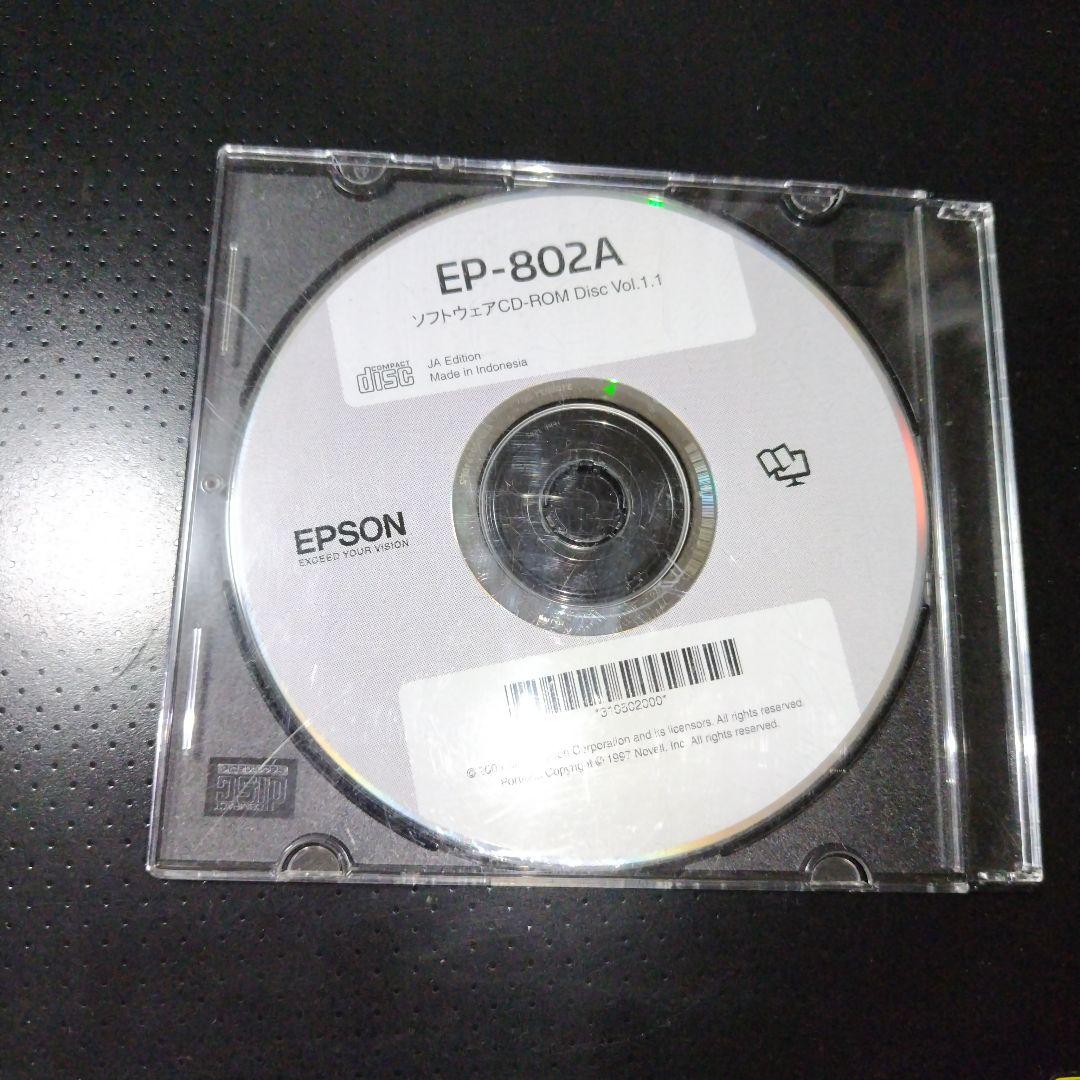 EP-802A
ソフトウェアCD-ROM Disc Vol.1.1
COMPACT
disc
JA Edition
Made in Indonesia
EPSON
EXCEED YOUR VISION
*310502000*
Corporation and its licensors. All rights reserved.
Copyright © 1997 Novell, Inc. All rights reserved.